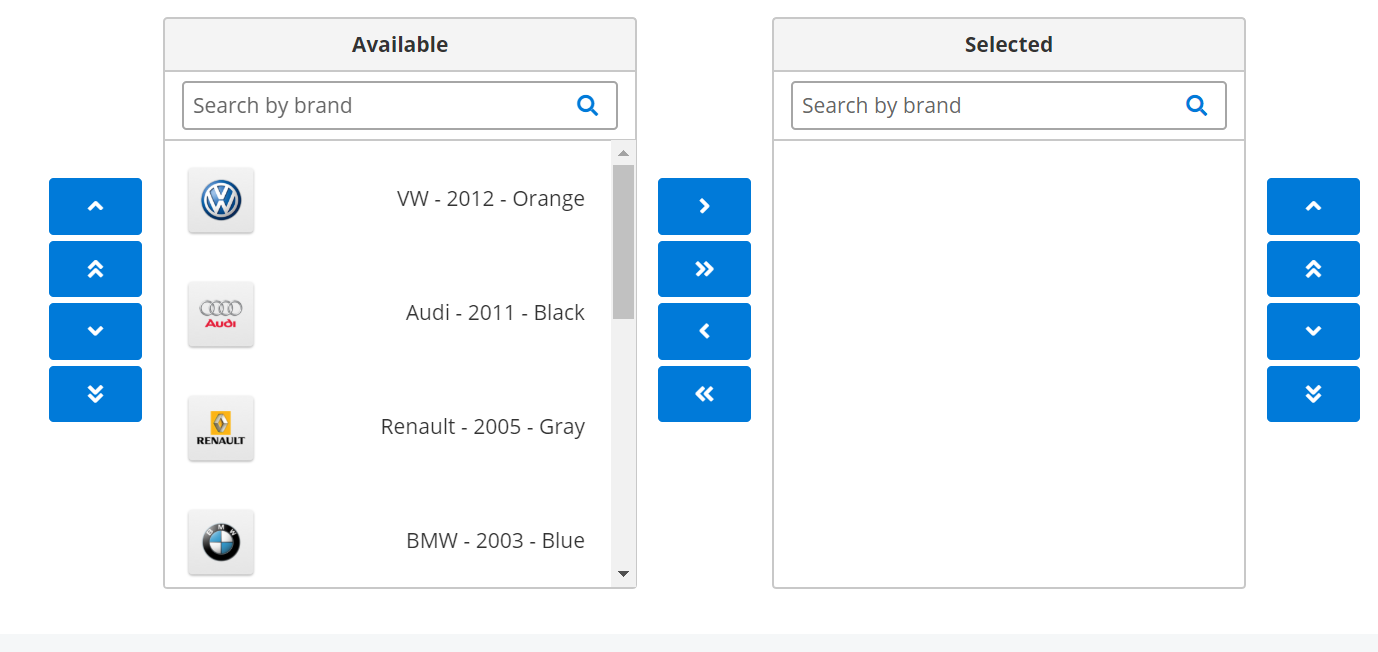 Available
Selected
Search by brand
Search by brand
VW - 2012 - Orange
Audi
Audi - 2011 - Black
RENAULT
Renault - 2005 - Gray
BMW
BMW - 2003 - Blue